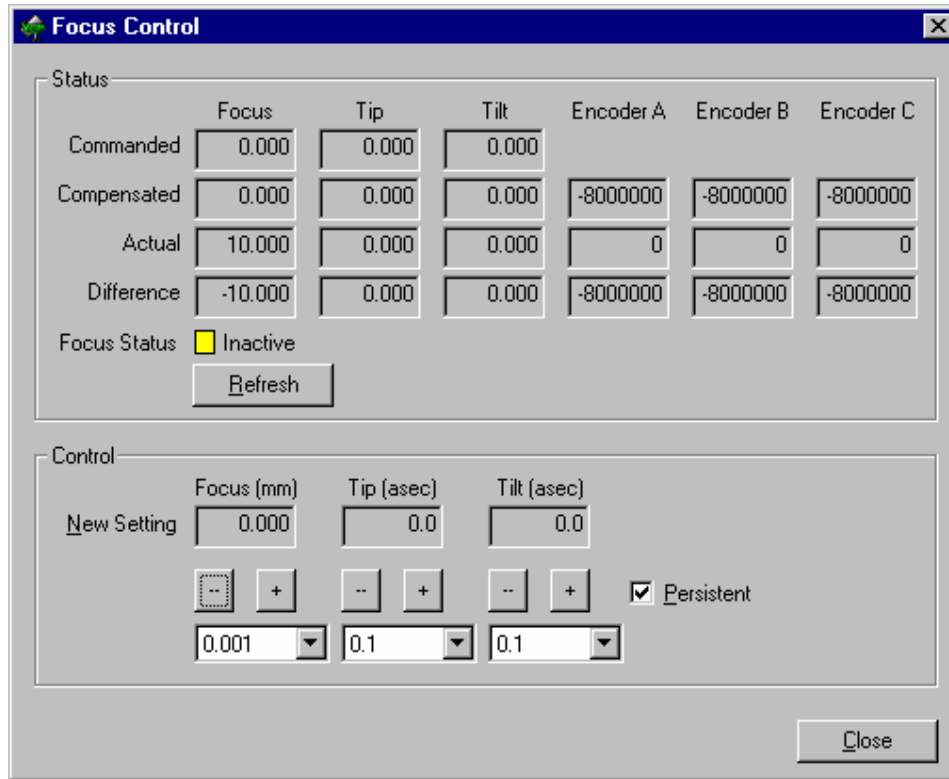 Focus Control
Status
Focus Tip Tilt Encoder A Encoder B Encoder C
Commanded 0.000 0.000 0.000
Compensated 0.000 0.000 0.000 -8000000 -8000000 -8000000
Actual 10.000 0.000 0.000 0 0 0
Difference -10.000 0.000 0.000 -8000000 -8000000 -8000000
Focus Status Inactive
Refresh
Control
Focus (mm) Tip (asec) Tilt (asec)
New Setting 0.000 0.0 0.0
-- + -- + -- + Persistent
0.001 0.1 0.1
Close